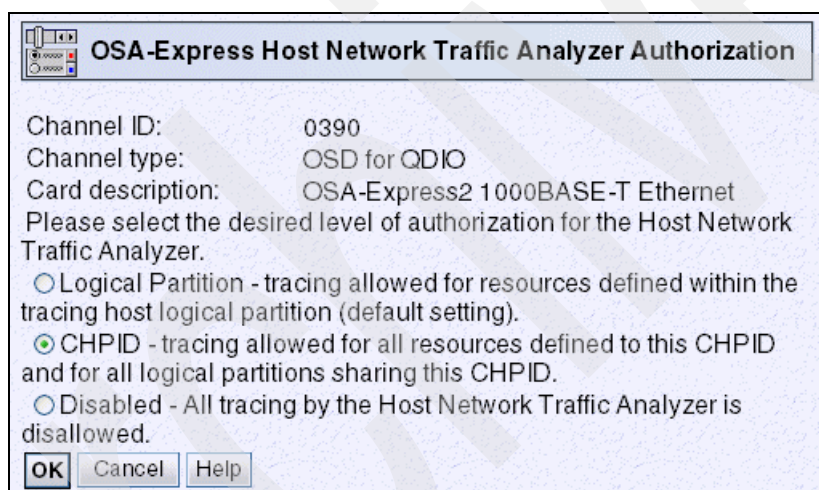 OSA-Express Host Network Traffic Analyzer Authorization
Channel ID: 0390
Channel type: OSD for QDIO
Card description: OSA-Express2 1000BASE-T Ethernet
Please select the desired level of authorization for the Host Network
Traffic Analyzer.
Logical Partition - tracing allowed for resources defined within the
tracing host logical partition (default setting).
CHPID - tracing allowed for all resources defined to this CHPID
and for all logical partitions sharing this CHPID.
Disabled - All tracing by the Host Network Traffic Analyzer is
disallowed.
OK Cancel Help